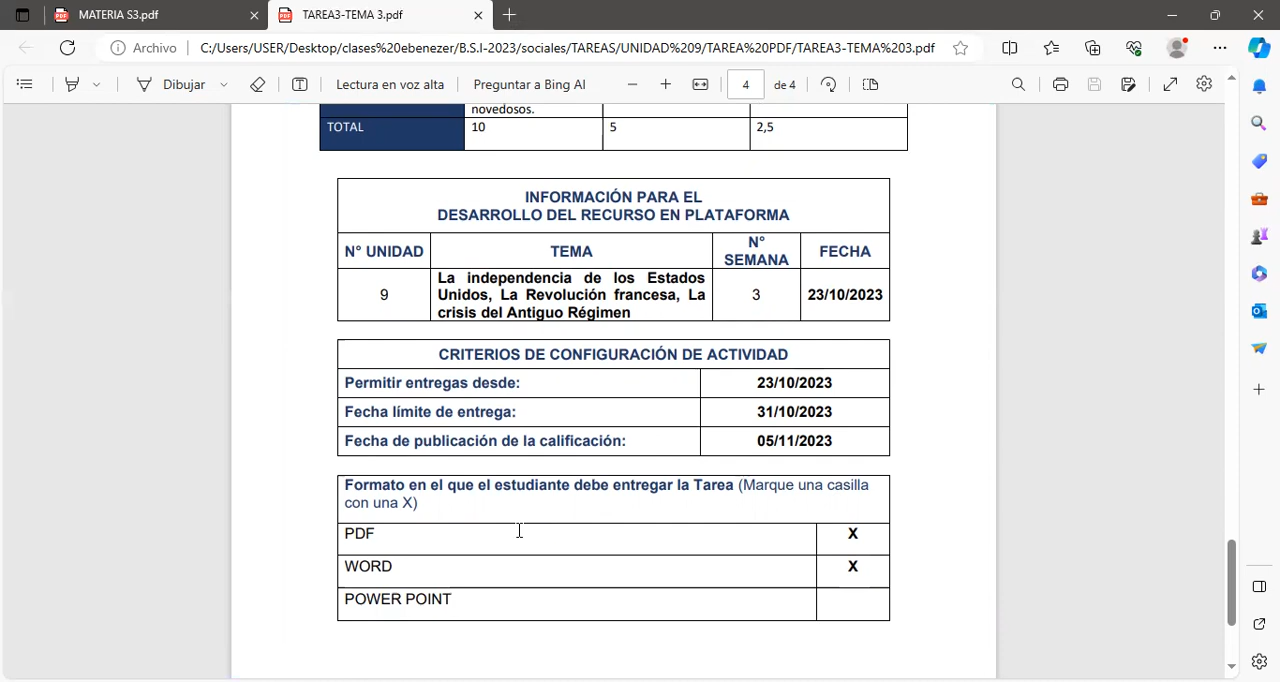 MATERIA S3.pdf
TAREA3-TEMA 3.pdf
Archivo
C:/Users/USER/Desktop/clases%20ebenezer/B.S.I-2023/sociales/TAREAS/UNIDAD%209/TAREA%20PDF/TAREA3-TEMA%203.pdf
Dibujar
Lectura en voz alta
Preguntar a Bing AI
4
de 4
novedosos.
TOTAL 10 5 2,5
INFORMACIÓN PARA EL
DESARROLLO DEL RECURSO EN PLATAFORMA
N° UNIDAD TEMA N° SEMANA FECHA
9
La independencia de los Estados
Unidos, La Revolución francesa, La
crisis del Antiguo Régimen
3
23/10/2023
CRITERIOS DE CONFIGURACIÓN DE ACTIVIDAD
Permitir entregas desde: 23/10/2023
Fecha límite de entrega: 31/10/2023
Fecha de publicación de la calificación: 05/11/2023
Formato en el que el estudiante debe entregar la Tarea (Marque una casilla
con una X)
PDF X
WORD X
POWER POINT